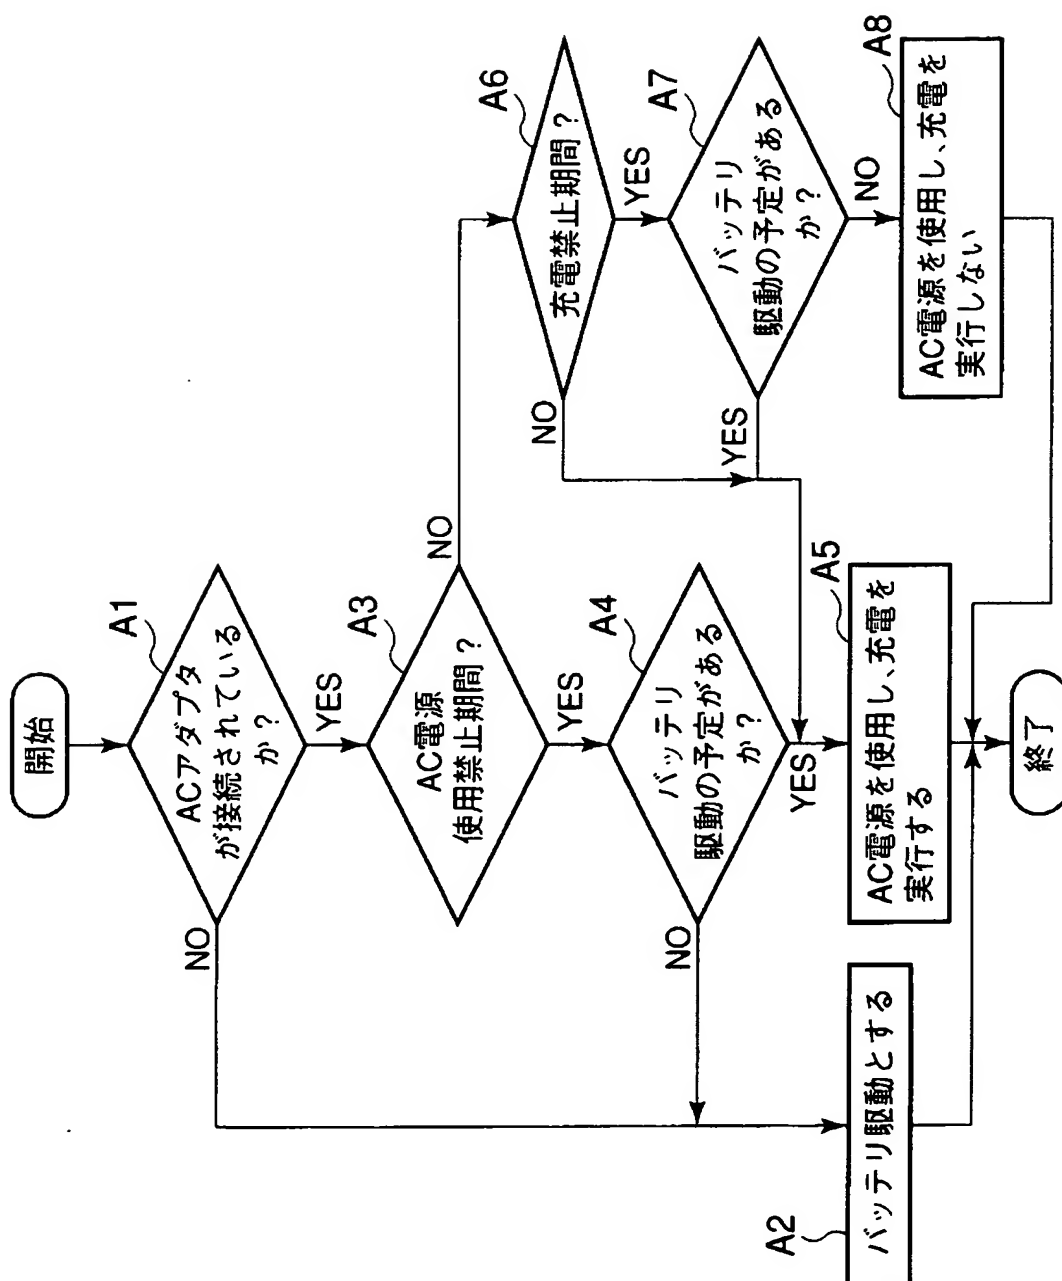 開始
A1
ACアダプタ
が接続されている
か？
NO
YES
A3
AC電源
使用禁止期間？
NO
YES
A4
バッテリ
駆動の予定がある
か？
NO
YES
A6
充電禁止期間？
NO
YES
A7
バッテリ
駆動の予定がある
か？
YES
NO
A2
バッテリ駆動とする
A5
AC電源を使用し、充電を
実行する
A8
AC電源を使用し、充電を
実行しない
終了